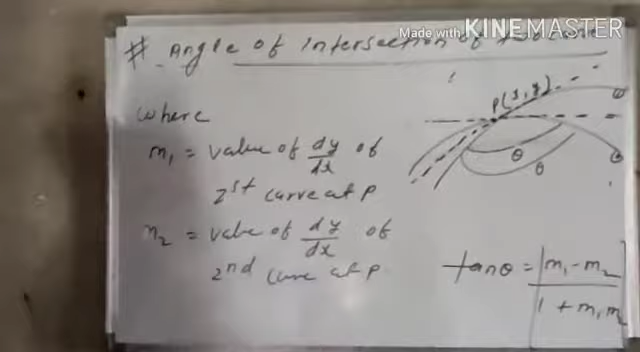 Made with KINEMASTER
# Angle of intersection of
where
m₁ = value of dy/dx of
1st curve at P
m₂ = value of dy/dx of
2nd curve at P
P(x,y)
θ
θ
tanθ = |m₁ - m₂ / 1 + m₁m₂|